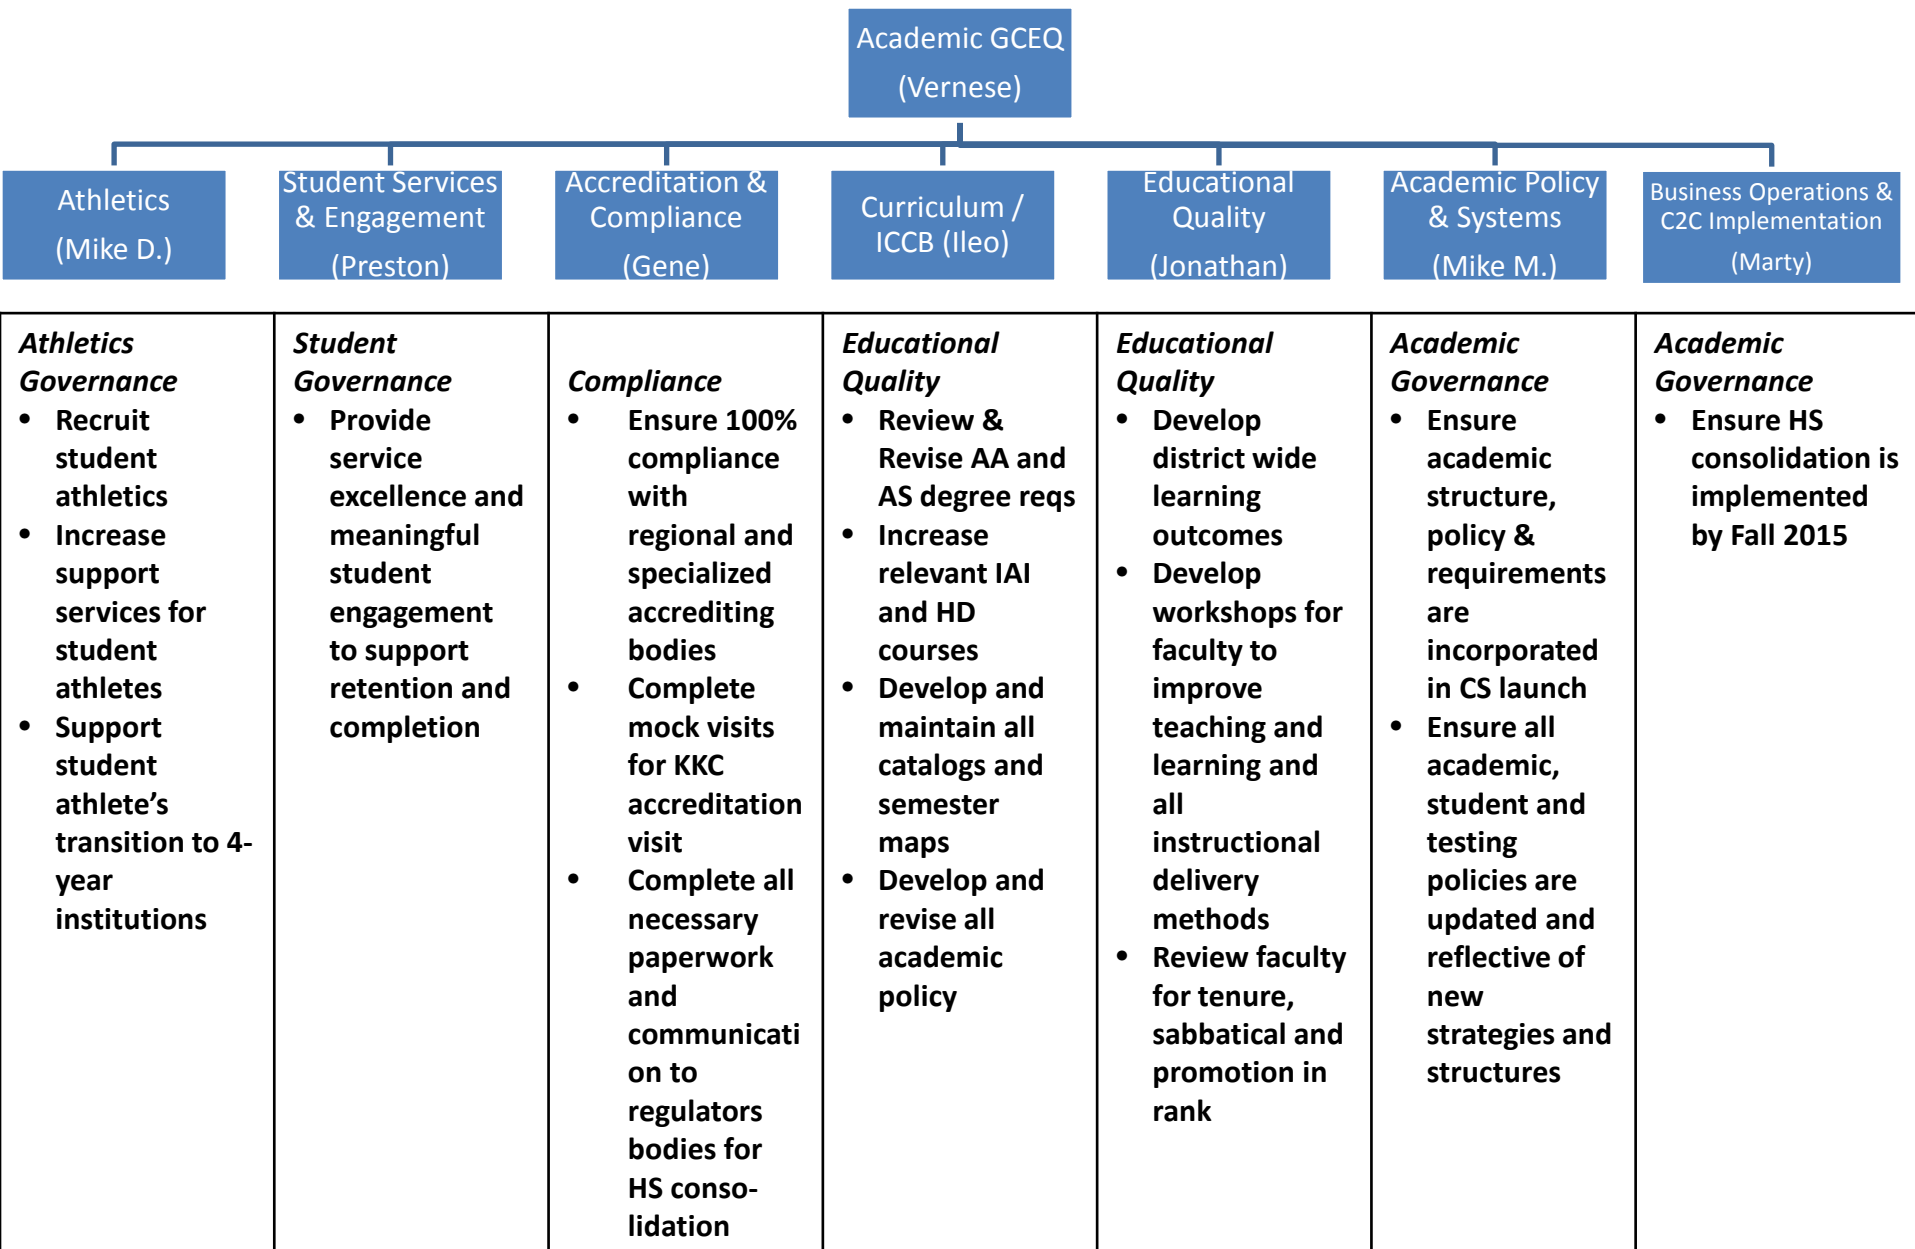 Academic GCEQ
(Vernese)
Athletics
(Mike D.)
Student Services
& Engagement
(Preston)
Accreditation &
Compliance
(Gene)
Curriculum /
ICCB (Ileo)
Educational
Quality
(Jonathan)
Academic Policy
& Systems
(Mike M.)
Business Operations &
C2C Implementation
(Marty)
Athletics
Governance
• Recruit
student
athletics
• Increase
support
services for
student
athletes
• Support
student
athlete’s
transition to 4-
year
institutions
Student
Governance
• Provide
service
excellence and
meaningful
student
engagement
to support
retention and
completion
Compliance
• Ensure 100%
compliance
with
regional and
specialized
accrediting
bodies
• Complete
mock visits
for KKC
accreditation
visit
• Complete all
necessary
paperwork
and
communicati
on to
regulators
bodies for
HS conso-
lidation
Educational
Quality
• Review &
Revise AA and
AS degree reqs
• Increase
relevant IAI
and HD
courses
• Develop and
maintain all
catalogs and
semester
maps
• Develop and
revise all
academic
policy
Educational
Quality
• Develop
district wide
learning
outcomes
• Develop
workshops for
faculty to
improve
teaching and
learning and
all
instructional
delivery
methods
• Review faculty
for tenure,
sabbatical and
promotion in
rank
Academic
Governance
• Ensure
academic
structure,
policy &
requirements
are
incorporated
in CS launch
• Ensure all
academic,
student and
testing
policies are
updated and
reflective of
new
strategies and
structures
Academic
Governance
• Ensure HS
consolidation is
implemented
by Fall 2015